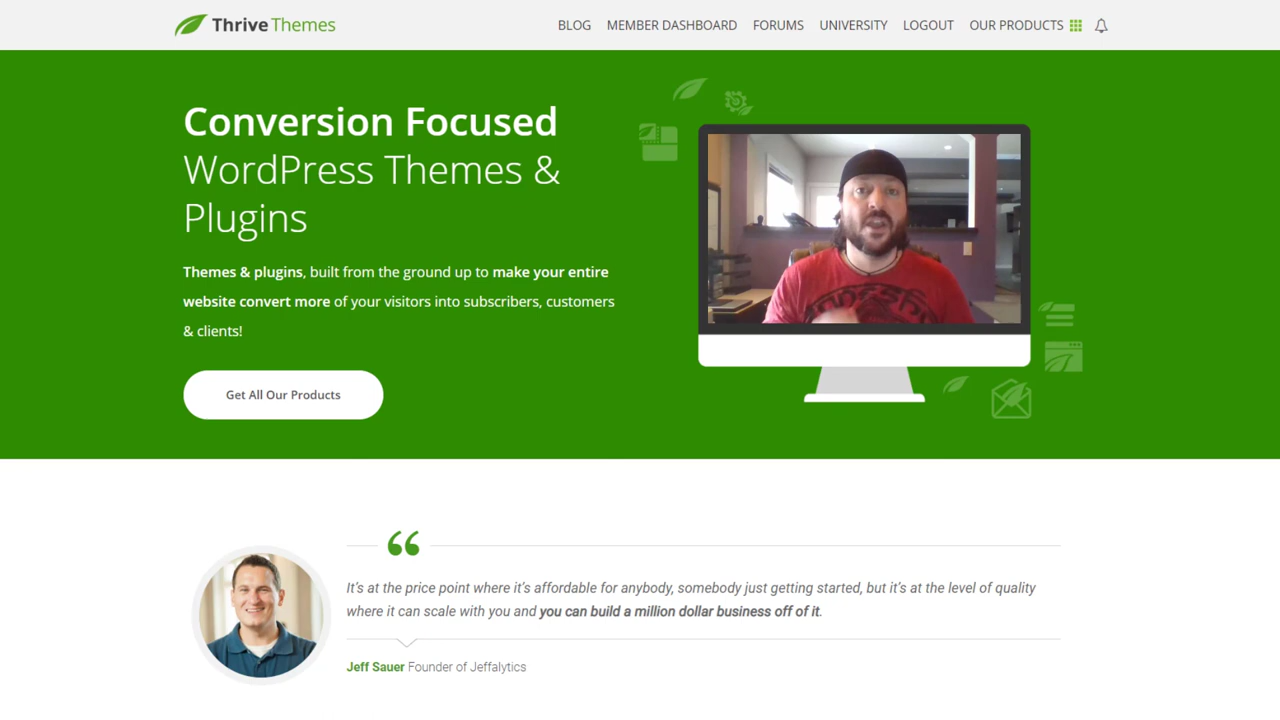 Thrive Themes
BLOG MEMBER DASHBOARD FORUMS UNIVERSITY LOGOUT OUR PRODUCTS
Conversion Focused
WordPress Themes &
Plugins
Themes & plugins, built from the ground up to make your entire
website convert more of your visitors into subscribers, customers
& clients!
Get All Our Products
“
It’s at the price point where it’s affordable for anybody, somebody just getting started, but it’s at the level of quality
where it can scale with you and you can build a million dollar business off of it.
Jeff Sauer Founder of Jeffalytics